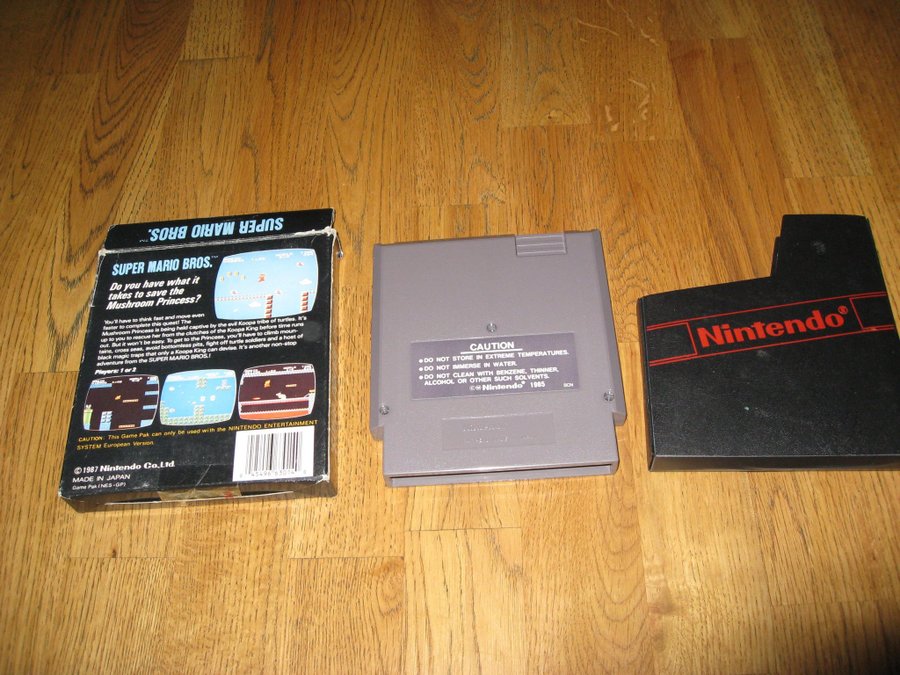 SUPER MARIO BROS.™
SUPER MARIO BROS.™
Do you have what it
takes to save the
Mushroom Princess?
You'll have to think fast and move even
faster to complete this quest! The
Mushroom Princess is being held captive by the evil Koopa tribe of turtles. It's
up to you to rescue her from the clutches of the Koopa King before time runs
out. But it won't be easy. To get to the Princess, you'll have to climb moun-
tains, cross seas, avoid bottomless pits, fight off turtle soldiers and a host of
black magic traps that only a Koopa King can devise. It's another non-stop
adventure from the SUPER MARIO BROS.!
Players: 1 or 2
CAUTION: This Game Pak can only be used with the NINTENDO ENTERTAINMENT
SYSTEM European Version.
©1987 Nintendo Co., Ltd.
MADE IN JAPAN
Game Pak (NES-GP)
CAUTION
• DO NOT STORE IN EXTREME TEMPERATURES.
• DO NOT IMMERSE IN WATER.
• DO NOT CLEAN WITH BENZENE, THINNER,
ALCOHOL OR OTHER SUCH SOLVENTS.
Nintendo® 1985
SCN
Nintendo®